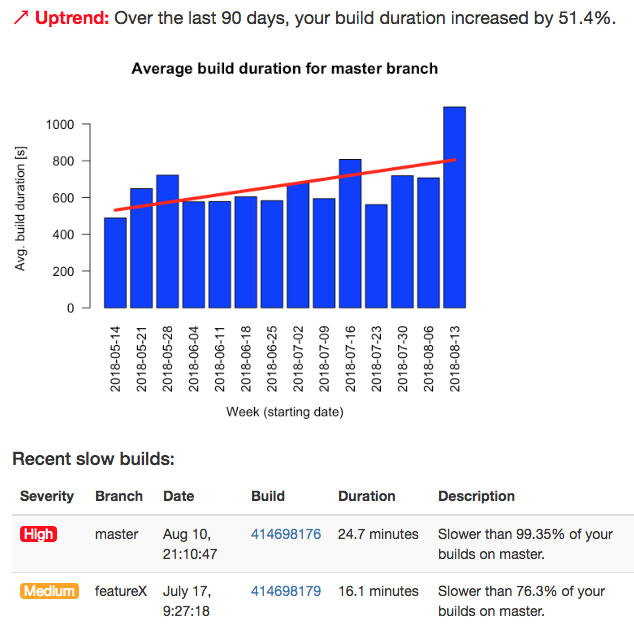 Uptrend: Over the last 90 days, your build duration increased by 51.4%.
Average build duration for master branch
Avg. build duration [s]
1000
800
600
400
200
0
2018-05-14
2018-05-21
2018-05-28
2018-06-04
2018-06-11
2018-06-18
2018-06-25
2018-07-02
2018-07-09
2018-07-16
2018-07-23
2018-07-30
2018-08-06
2018-08-13
Week (starting date)
Recent slow builds:
Severity Branch Date Build Duration Description
High master Aug 10, 414698176 24.7 minutes Slower than 99.35% of your
21:10:47 builds on master.
Medium featureX July 17, 414698179 16.1 minutes Slower than 76.3% of your
9:27:18 builds on master.